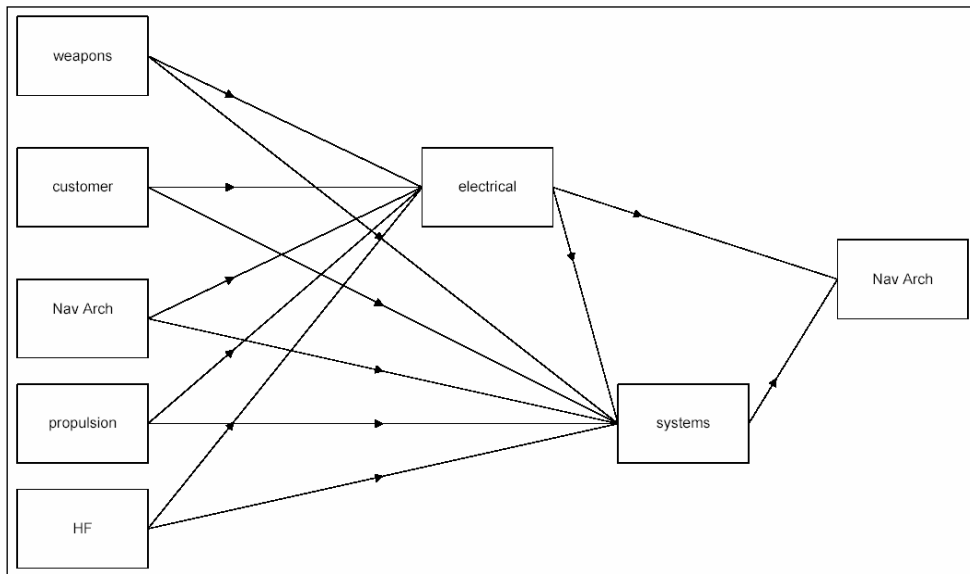 weapons
customer
Nav Arch
propulsion
HF
electrical
systems
Nav Arch